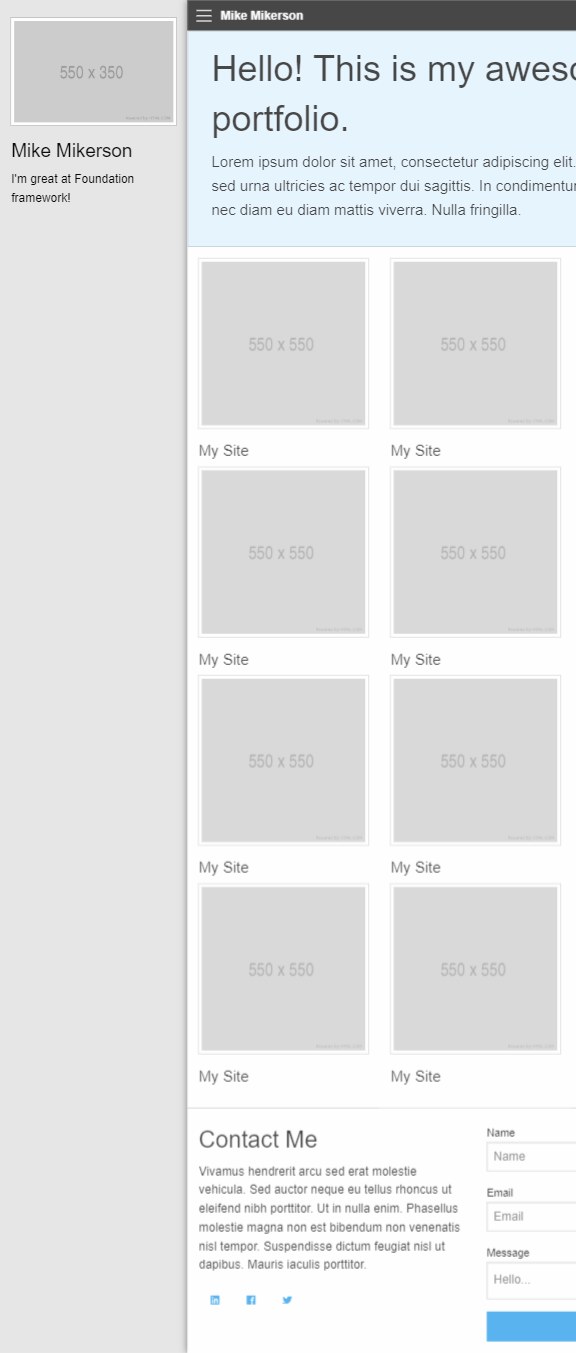 550 x 350
Mike Mikerson
I'm great at Foundation
framework!
Mike Mikerson
Hello! This is my aweso
portfolio.
Lorem ipsum dolor sit amet, consectetur adipiscing elit.
sed urna ultricies ac tempor dui sagittis. In condimentur
nec diam eu diam mattis viverra. Nulla fringilla.
550 x 550
550 x 550
My Site
My Site
550 x 550
550 x 550
My Site
My Site
550 x 550
550 x 550
My Site
My Site
550 x 550
550 x 550
My Site
My Site
Contact Me
Vivamus hendrerit arcu sed erat molestie
vehicula. Sed auctor neque eu tellus rhoncus ut
eleifend nibh porttitor. Ut in nulla enim. Phasellus
molestie magna non est bibendum non venenatis
nisl tempor. Suspendisse dictum feugiat nisl ut
dapibus. Mauris iaculis porttitor.
Name
Name
Email
Email
Message
Hello...